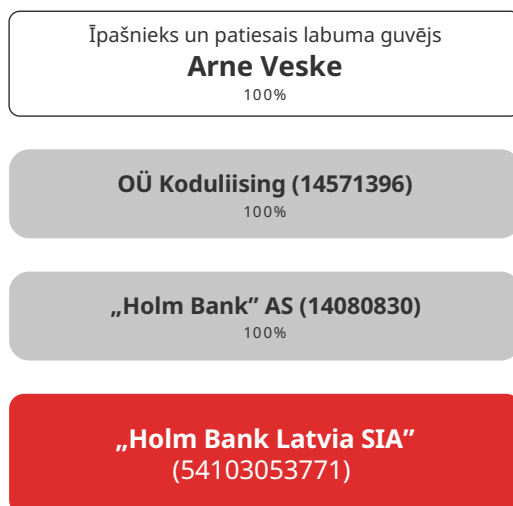 Īpašnieks un patiesais labuma guvējs
Arne Veske
100%
OÜ Koduliising (14571396)
100%
„Holm Bank” AS (14080830)
100%
„Holm Bank Latvia SIA”
(54103053771)